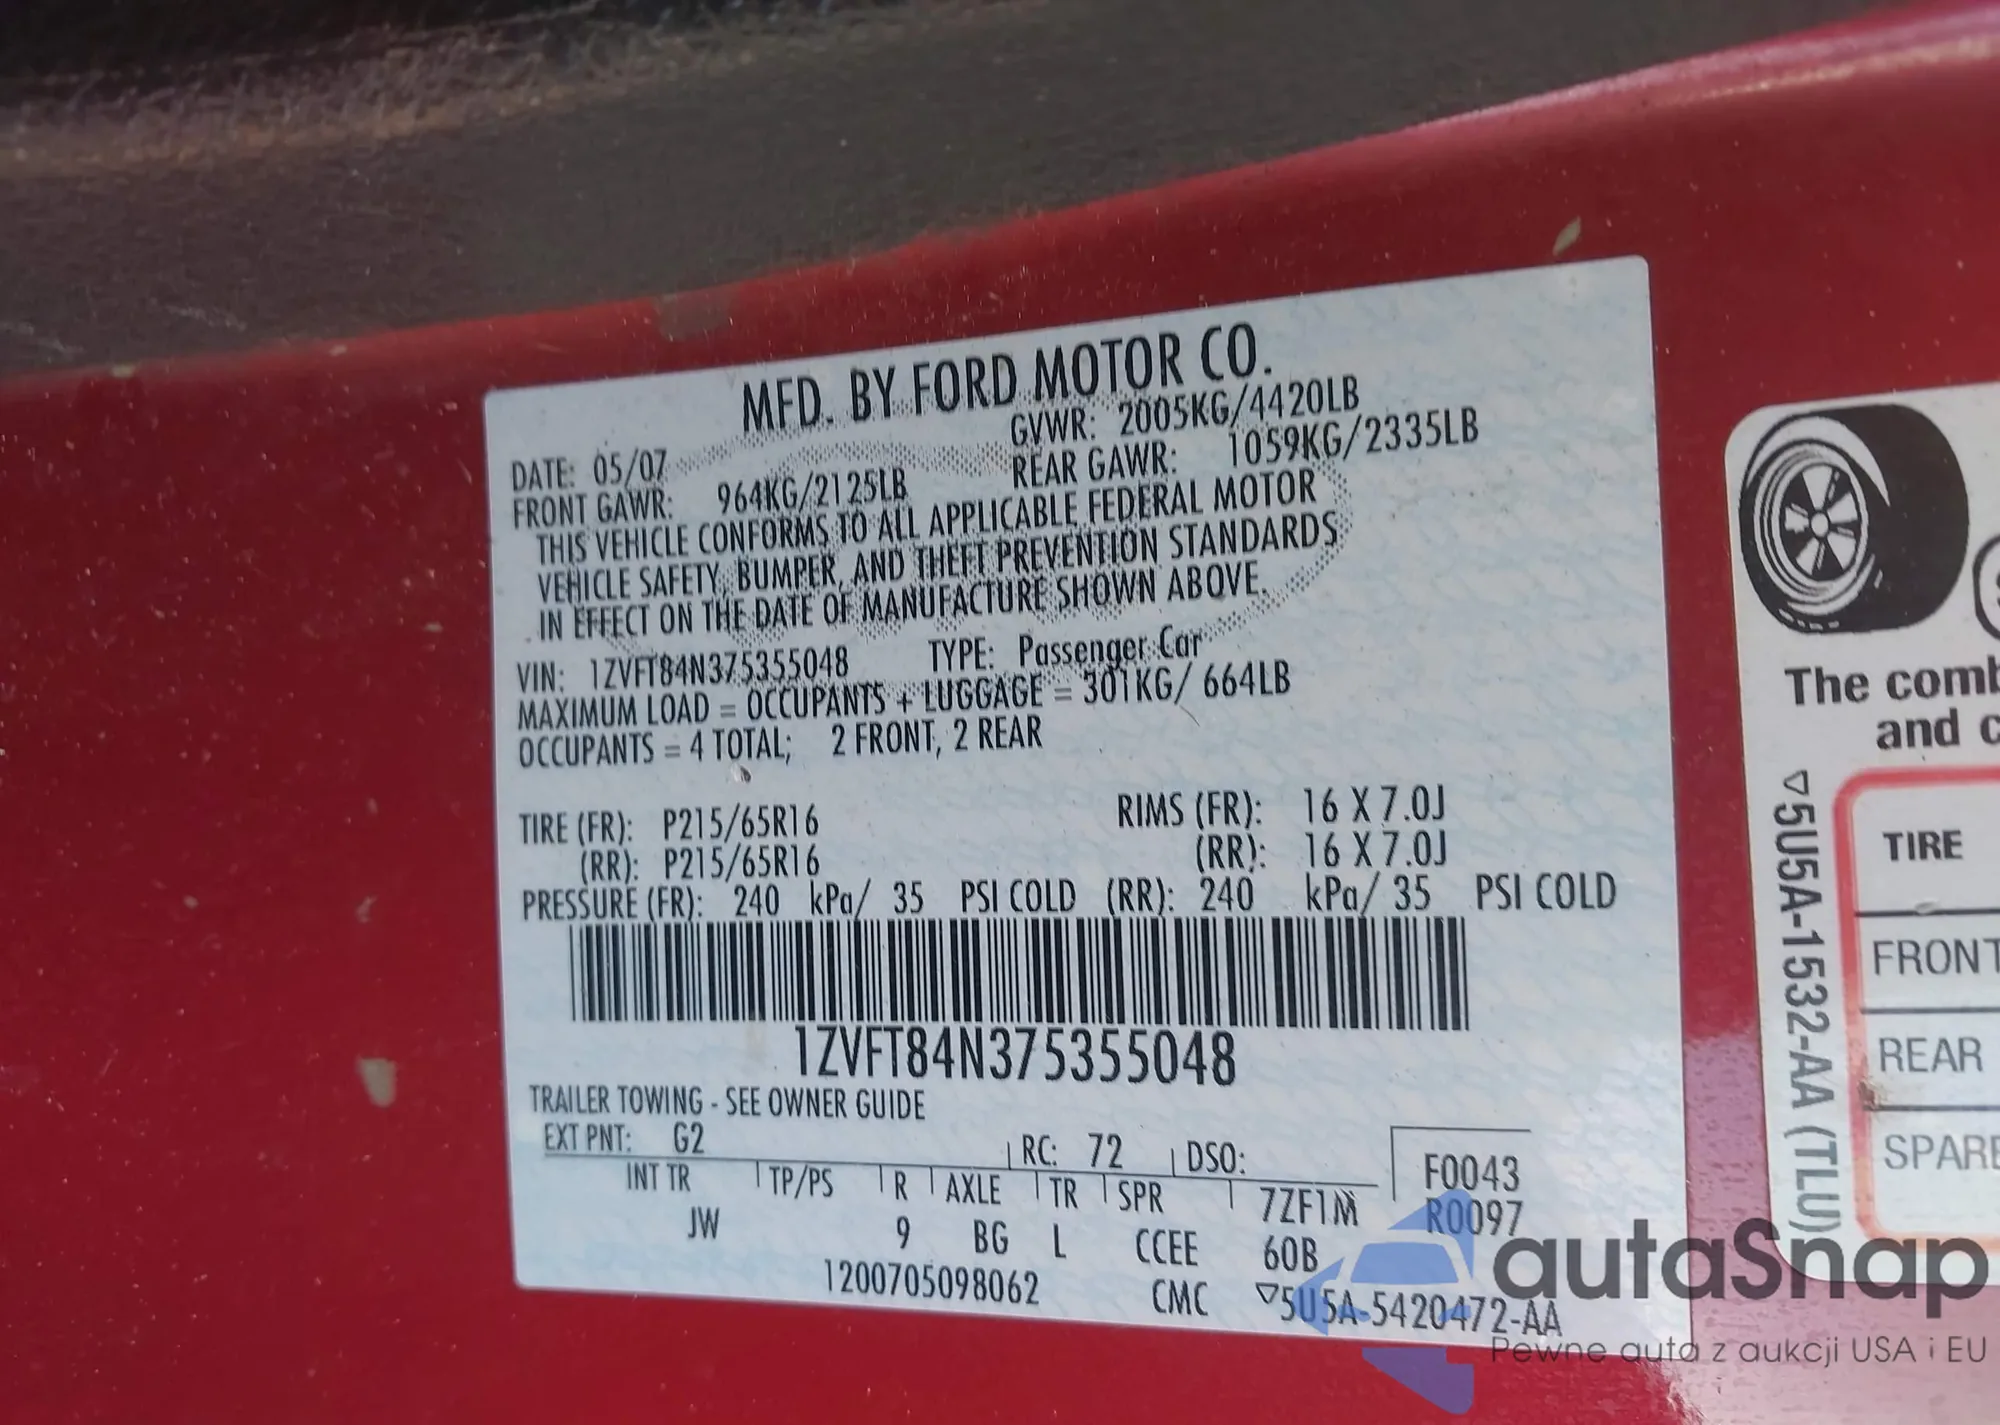 MFD. BY FORD MOTOR CO.
DATE: 05/07 GVWR: 2005KG/4420LB
FRONT GAWR: 964KG/2125LB REAR GAWR: 1059KG/2335LB
THIS VEHICLE CONFORMS TO ALL APPLICABLE FEDERAL MOTOR
VEHICLE SAFETY, BUMPER, AND THEFT PREVENTION STANDARDS
IN EFFECT ON THE DATE OF MANUFACTURE SHOWN ABOVE.
VIN: 1ZVFT84N375355048 TYPE: Passenger Car
MAXIMUM LOAD = OCCUPANTS + LUGGAGE = 301KG/ 664LB
OCCUPANTS = 4 TOTAL; 2 FRONT, 2 REAR
TIRE (FR): P215/65R16 RIMS (FR): 16 X 7.0J
(RR): P215/65R16 (RR): 16 X 7.0J
PRESSURE (FR): 240 kPa/ 35 PSI COLD (RR): 240 kPa/ 35 PSI COLD
1ZVFT84N375355048
TRAILER TOWING - SEE OWNER GUIDE
EXT PNT: G2 RC: 72 DSO: F0043
INT TR TP/PS R AXLE TR SPR 7ZF1M R0097
JW 9 BG L CCEE 60B
1200705098062 CMC ▽5U5A-5420472-AA
The comb
and c
▽5U5A-1532-AA (TLU)
TIRE
FRONT
REAR
SPARE
autaSnap
Pewne auta z aukcji USA i EU